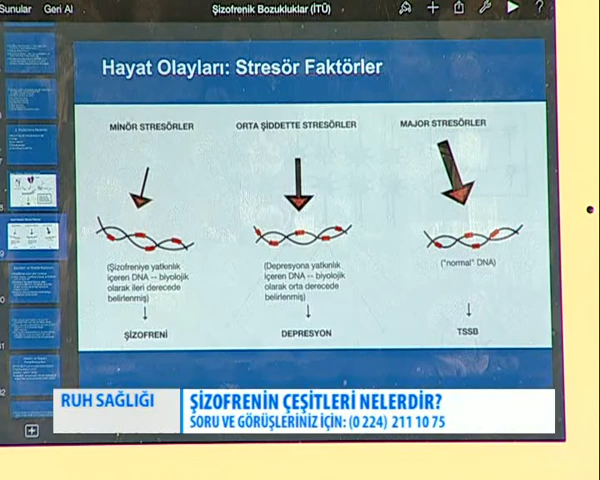 Sunular Geri Al Şizofrenik Bozukluklar (İTÜ) ?
Hayat Olayları: Stresör Faktörler
MİNÖR STRESÖRLER
ORTA ŞİDDETTE STRESÖRLER
MAJOR STRESÖRLER
(Şizofreniye yatkınlık
içeren DNA -- biyolojik
olarak ileri derecede
belirlenmiş)
ŞİZOFRENİ
(Depresyona yatkınlık
içeren DNA -- biyolojik
olarak orta derecede
belirlenmiş)
DEPRESYON
("normal" DNA)
TSSB
RUH SAĞLIĞI
ŞİZOFRENİN ÇEŞİTLERİ NELERDİR?
SORU VE GÖRÜŞLERİNİZ İÇİN: (0 224) 211 10 75